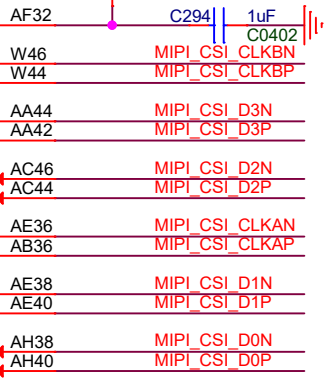 AF32 C294 1uF
C0402
W46 MIPI_CSI_CLKBN
W44 MIPI_CSI_CLKBP
AA44 MIPI_CSI_D3N
AA42 MIPI_CSI_D3P
AC46 MIPI_CSI_D2N
AC44 MIPI_CSI_D2P
AE36 MIPI_CSI_CLKAN
AB36 MIPI_CSI_CLKAP
AE38 MIPI_CSI_D1N
AE40 MIPI_CSI_D1P
AH38 MIPI_CSI_D0N
AH40 MIPI_CSI_D0P